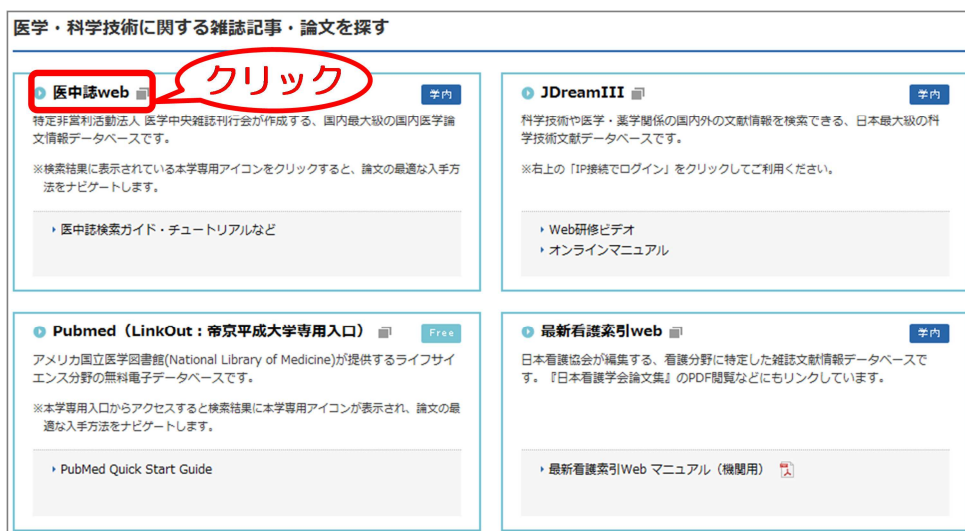 医学・科学技術に関する雑誌記事・論文を探す
医中誌web
クリック
学内
特定非営利活動法人 医学中央雑誌刊行会が作成する、国内最大級の国内医学論
文情報データベースです。
※検索結果に表示されている本学専用アイコンをクリックすると、論文の最適な入手方
法をナビゲートします。
医中誌検索ガイド・チュートリアルなど
JDreamIII
学内
科学技術や医学・薬学関係の国内外の文献情報を検索できる、日本最大級の科
学技術文献データベースです。
※右上の「IP接続でログイン」をクリックしてご利用ください。
Web研修ビデオ
オンラインマニュアル
Pubmed（LinkOut：帝京平成大学専用入口）
Free
アメリカ国立医学図書館(National Library of Medicine)が提供するライフサイ
エンス分野の無料電子データベースです。
※本学専用入口からアクセスすると検索結果に本学専用アイコンが表示され、論文の最
適な入手方法をナビゲートします。
PubMed Quick Start Guide
最新看護索引web
学内
日本看護協会が編集する、看護分野に特定した雑誌文献情報データベースで
す。『日本看護学会論文集』のPDF閲覧などにもリンクしています。
最新看護索引Web マニュアル（機関用）